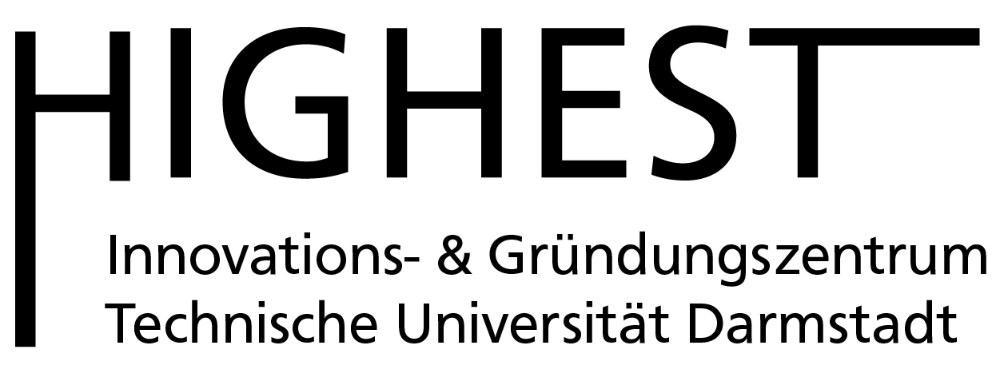 HIGHEST
Innovations- & Gründungszentrum
Technische Universität Darmstadt